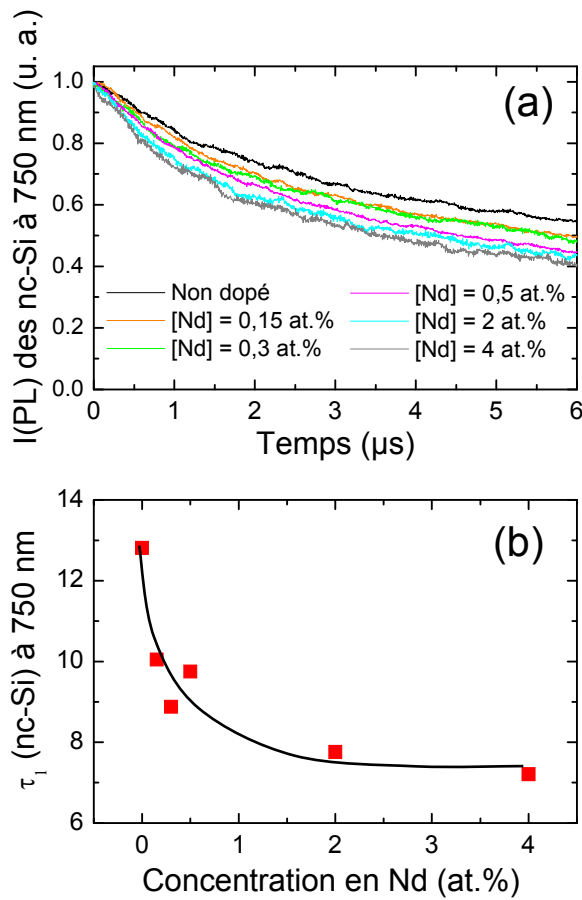 I(PL) des nc-Si à 750 nm (u. a.)
1.0
0.8
0.6
0.4
0.2
0.0
(a)
Non dopé
[Nd] = 0,15 at.%
[Nd] = 0,3 at.%
[Nd] = 0,5 at.%
[Nd] = 2 at.%
[Nd] = 4 at.%
0 1 2 3 4 5 6
Temps (µs)
τ₁ (nc-Si) à 750 nm
14
12
10
8
6
(b)
0 1 2 3 4
Concentration en Nd (at.%)